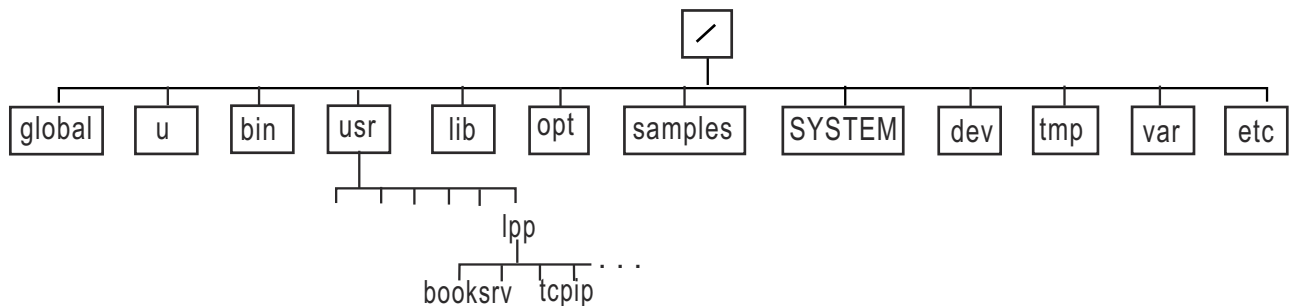 /
global u bin usr lib opt samples SYSTEM dev tmp var etc
lpp
. . .
booksrv tcpip